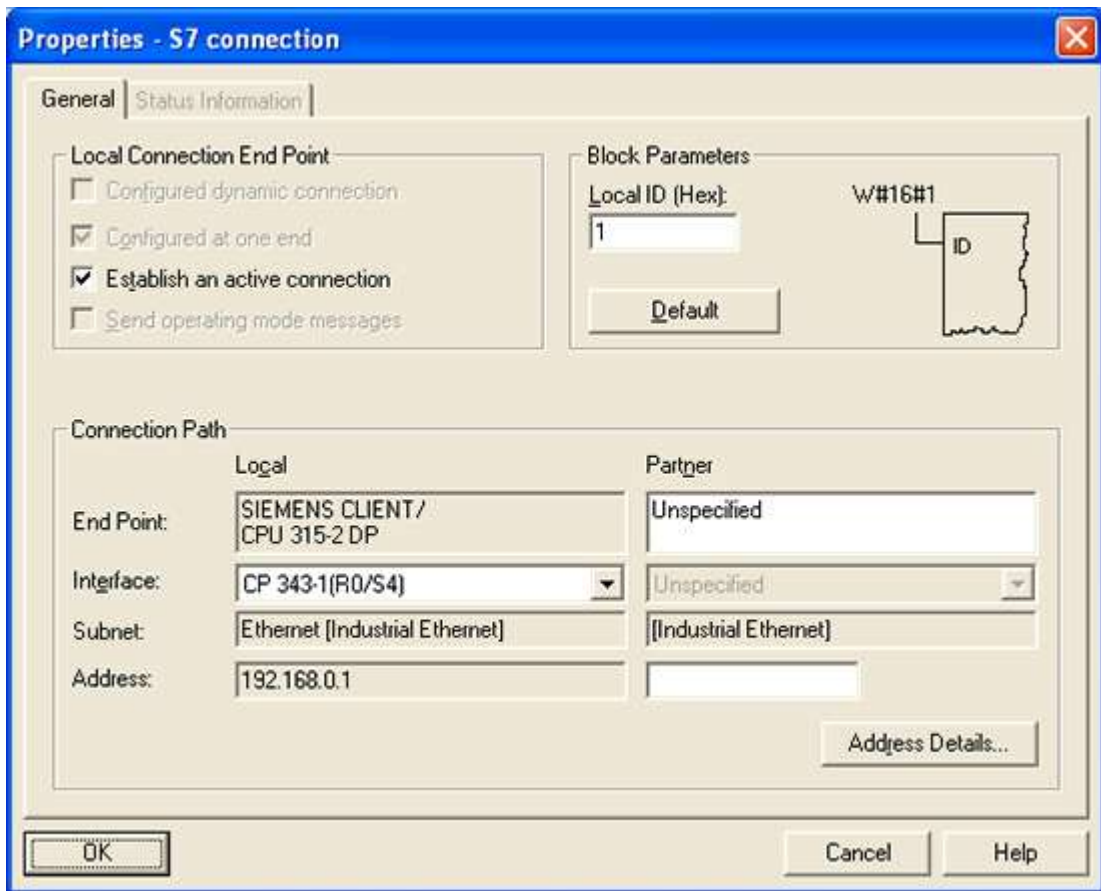 Properties - S7 connection
General
Status Information
Local Connection End Point
Configured dynamic connection
Configured at one end
Establish an active connection
Send operating mode messages
Block Parameters
Local ID (Hex):
W#16#1
1
ID
Default
Connection Path
Local
Partner
End Point:
SIEMENS CLIENT/
CPU 315-2 DP
Unspecified
Interface:
CP 343-1(R0/S4)
Unspecified
Subnet:
Ethernet [Industrial Ethernet]
[Industrial Ethernet]
Address:
192.168.0.1
Address Details...
OK
Cancel
Help